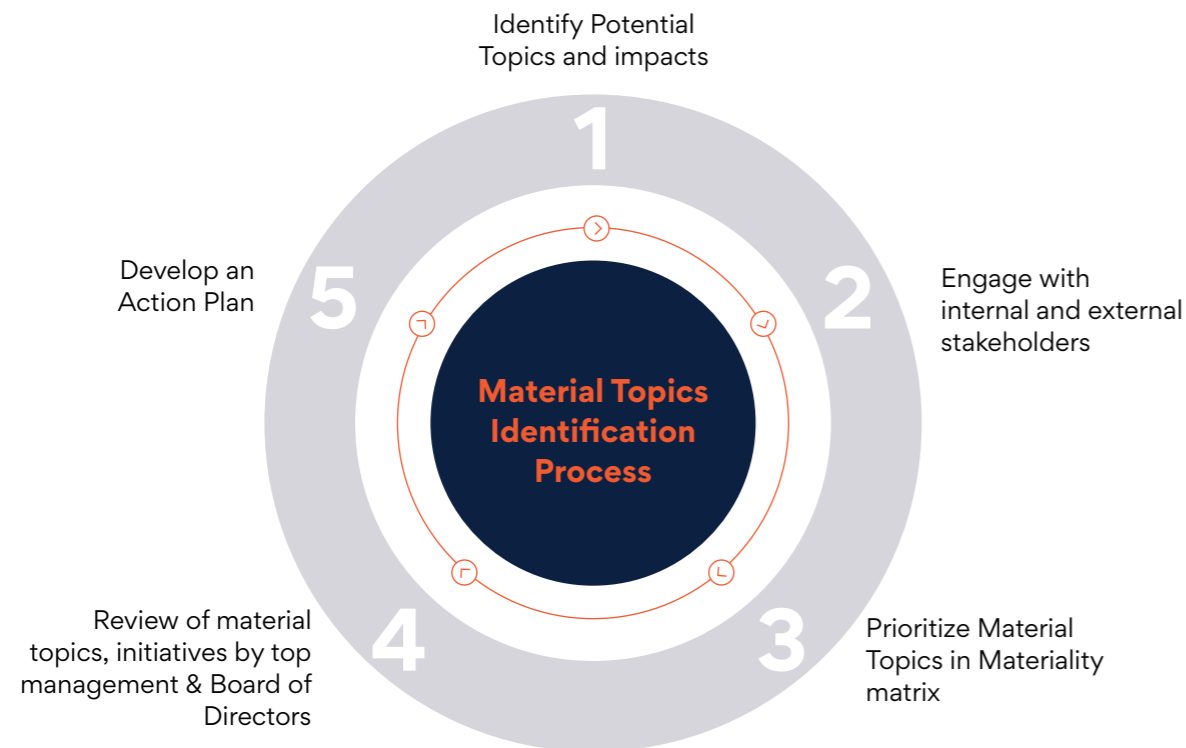 Identify Potential
Topics and impacts
1
2
Engage with
internal and external
stakeholders
3
Prioritize Material
Topics in Materiality
matrix
4
Review of material
topics, initiatives by top
management & Board of
Directors
5
Develop an
Action Plan
Material Topics
Identification
Process